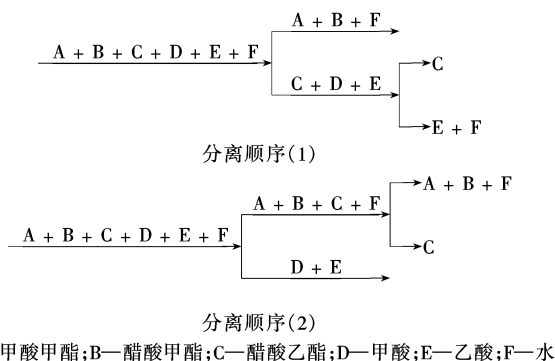 A + B + F
A + B + C + D + E + F
C
C + D + E
E + F
分离顺序(1)
A + B + F
A + B + C + F
A + B + C + D + E + F
C
D + E
分离顺序(2)
甲酸甲酯;B—醋酸甲酯;C—醋酸乙酯;D—甲酸;E—乙酸;F—水